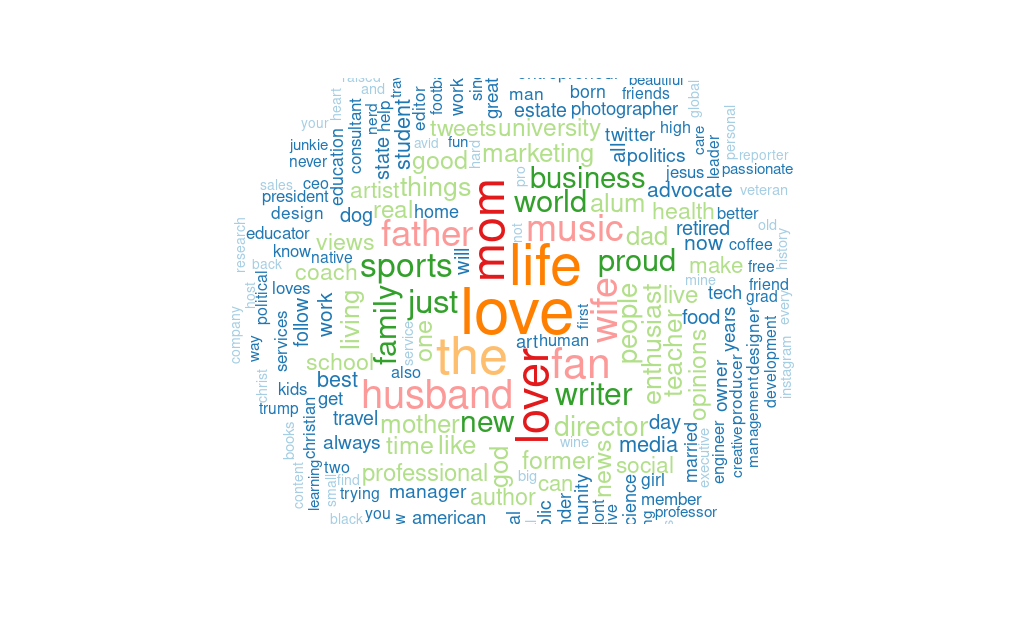 beautiful
and
man
born
friends
great
work
editor
nerd
help
heart
consultant
student
state
your
junkie
never
education
tweets
university
estate
photographer
twitter
high
global
avid
fun
hard
marketing
all
politics
care
leader
personal
reporter
good
things
artist
sales
ceo
president
pro
business
jesus
passionate
advocate
veteran
design
dog
real
home
mom
world
alum
health
better
educator
father
not
music
dad
retired
old
research
know
native
views
will
life
now
coffee
history
back
coach
sports
proud
make
free
mine
host
political
loves
family
just
love
wife
people
enthusiast
live
tech
grad
friend
every
company
way
services
follow
work
living
service
one
the
art
human
first
teacher
food
years
designer
development
christ
school
also
husband
lover
fan
opinions
owner
producer
management
instagram
kids
best
get
writer
trump
travel
mother
new
director
day
books
christian
always
time
like
wine
media
married
executive
engineer
creative
content
learning
small
two
find
professional
god
former
big
can
news
social
girl
trying
manager
author
member
black
you
american
professor